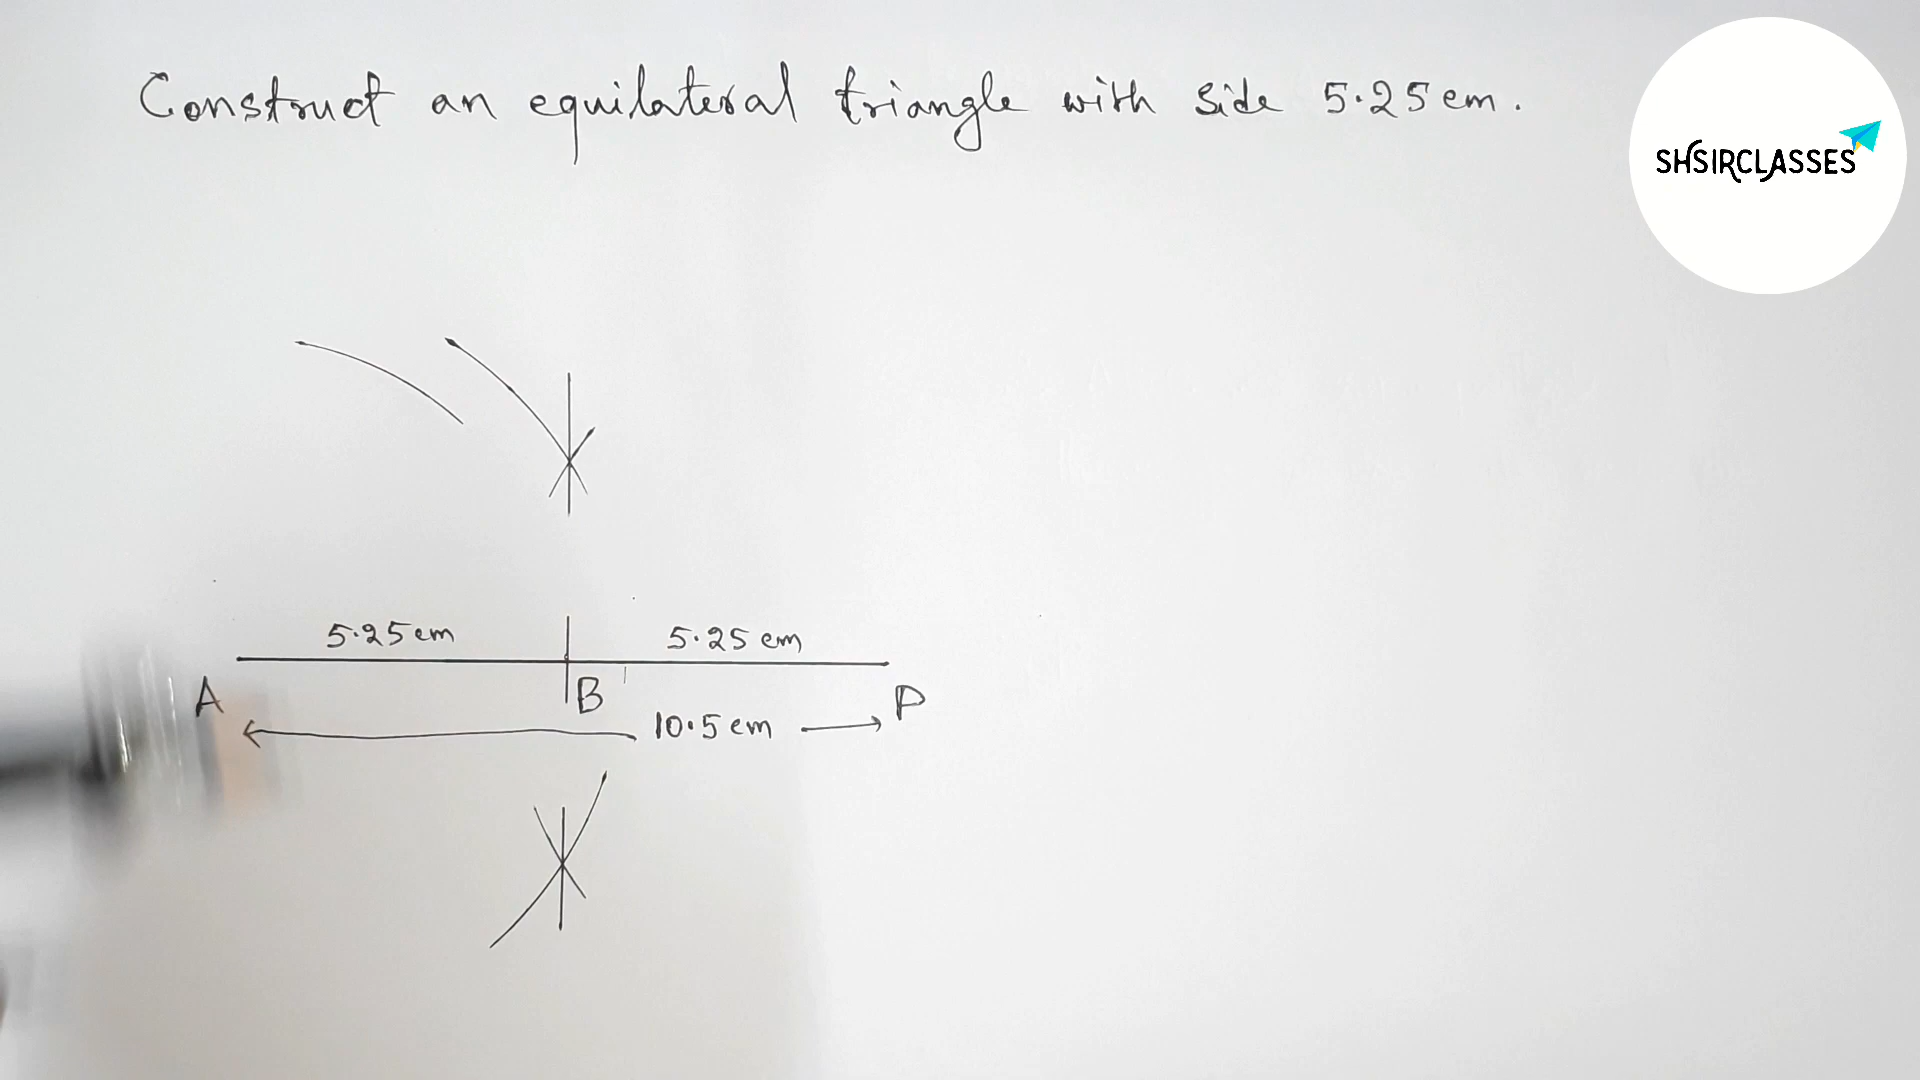 Construct an equilateral triangle with side 5.25 cm.
SHSIRCLASSES
5.25 cm 5.25 cm
A B P
10.5 cm